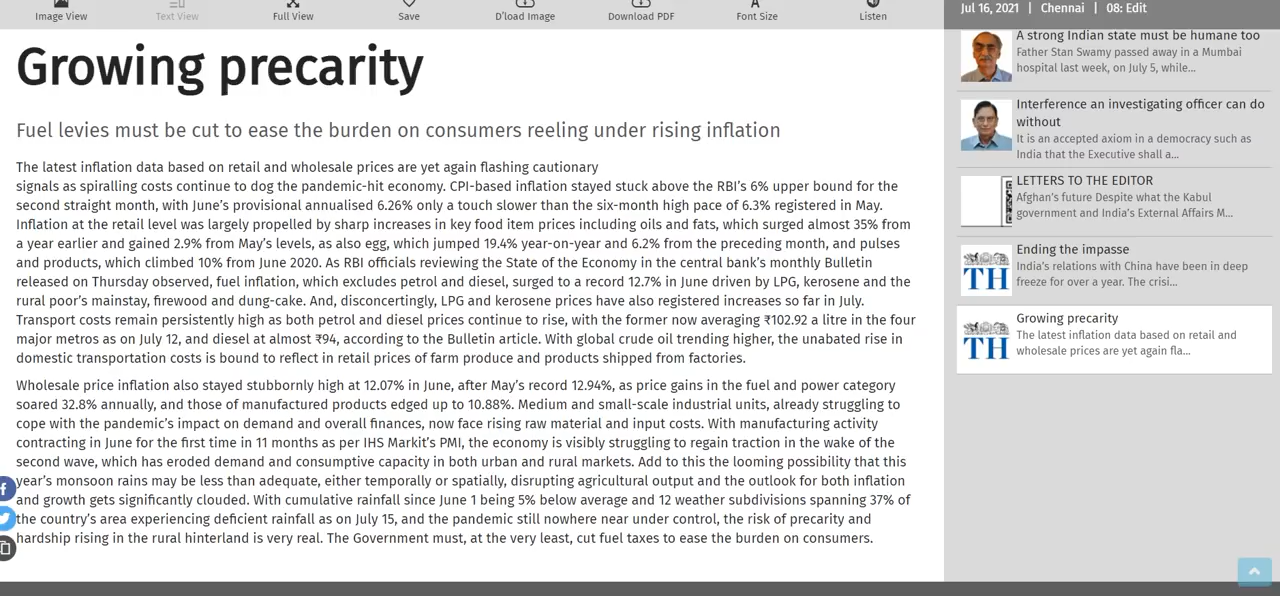 Image View
Text View
Full View
Save
D'load Image
Download PDF
Font Size
Listen
Jul 16, 2021 | Chennai | 08: Edit
Growing precarity
Fuel levies must be cut to ease the burden on consumers reeling under rising inflation
The latest inflation data based on retail and wholesale prices are yet again flashing cautionary
signals as spiralling costs continue to dog the pandemic-hit economy. CPI-based inflation stayed stuck above the RBI's 6% upper bound for the
second straight month, with June's provisional annualised 6.26% only a touch slower than the six-month high pace of 6.3% registered in May.
Inflation at the retail level was largely propelled by sharp increases in key food item prices including oils and fats, which surged almost 35% from
a year earlier and gained 2.9% from May's levels, as also egg, which jumped 19.4% year-on-year and 6.2% from the preceding month, and pulses
and products, which climbed 10% from June 2020. As RBI officials reviewing the State of the Economy in the central bank's monthly Bulletin
released on Thursday observed, fuel inflation, which excludes petrol and diesel, surged to a record 12.7% in June driven by LPG, kerosene and the
rural poor's mainstay, firewood and dung-cake. And, disconcertingly, LPG and kerosene prices have also registered increases so far in July.
Transport costs remain persistently high as both petrol and diesel prices continue to rise, with the former now averaging ₹102.92 a litre in the four
major metros as on July 12, and diesel at almost ₹94, according to the Bulletin article. With global crude oil trending higher, the unabated rise in
domestic transportation costs is bound to reflect in retail prices of farm produce and products shipped from factories.
Wholesale price inflation also stayed stubbornly high at 12.07% in June, after May's record 12.94%, as price gains in the fuel and power category
soared 32.8% annually, and those of manufactured products edged up to 10.88%. Medium and small-scale industrial units, already struggling to
cope with the pandemic's impact on demand and overall finances, now face rising raw material and input costs. With manufacturing activity
contracting in June for the first time in 11 months as per IHS Markit's PMI, the economy is visibly struggling to regain traction in the wake of the
second wave, which has eroded demand and consumptive capacity in both urban and rural markets. Add to this the looming possibility that this
year's monsoon rains may be less than adequate, either temporally or spatially, disrupting agricultural output and the outlook for both inflation
and growth gets significantly clouded. With cumulative rainfall since June 1 being 5% below average and 12 weather subdivisions spanning 37% of
the country's area experiencing deficient rainfall as on July 15, and the pandemic still nowhere near under control, the risk of precarity and
hardship rising in the rural hinterland is very real. The Government must, at the very least, cut fuel taxes to ease the burden on consumers.
A strong Indian state must be humane too
Father Stan Swamy passed away in a Mumbai
hospital last week, on July 5, while...
Interference an investigating officer can do
without
It is an accepted axiom in a democracy such as
India that the Executive shall a...
LETTERS TO THE EDITOR
Afghan's future Despite what the Kabul
government and India's External Affairs M...
TH
Ending the impasse
India's relations with China have been in deep
freeze for over a year. The crisi...
TH
Growing precarity
The latest inflation data based on retail and
wholesale prices are yet again fla...